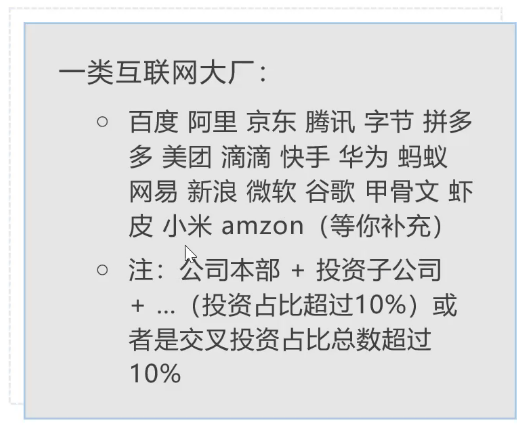 一类互联网大厂：
百度 阿里 京东 腾讯 字节 拼多
多 美团 滴滴 快手 华为 蚂蚁
网易 新浪 微软 谷歌 甲骨文 虾
皮 小米 amzon（等你补充）
注：公司本部 + 投资子公司
+ ...（投资占比超过10%）或
者是交叉投资占比总数超过
10%